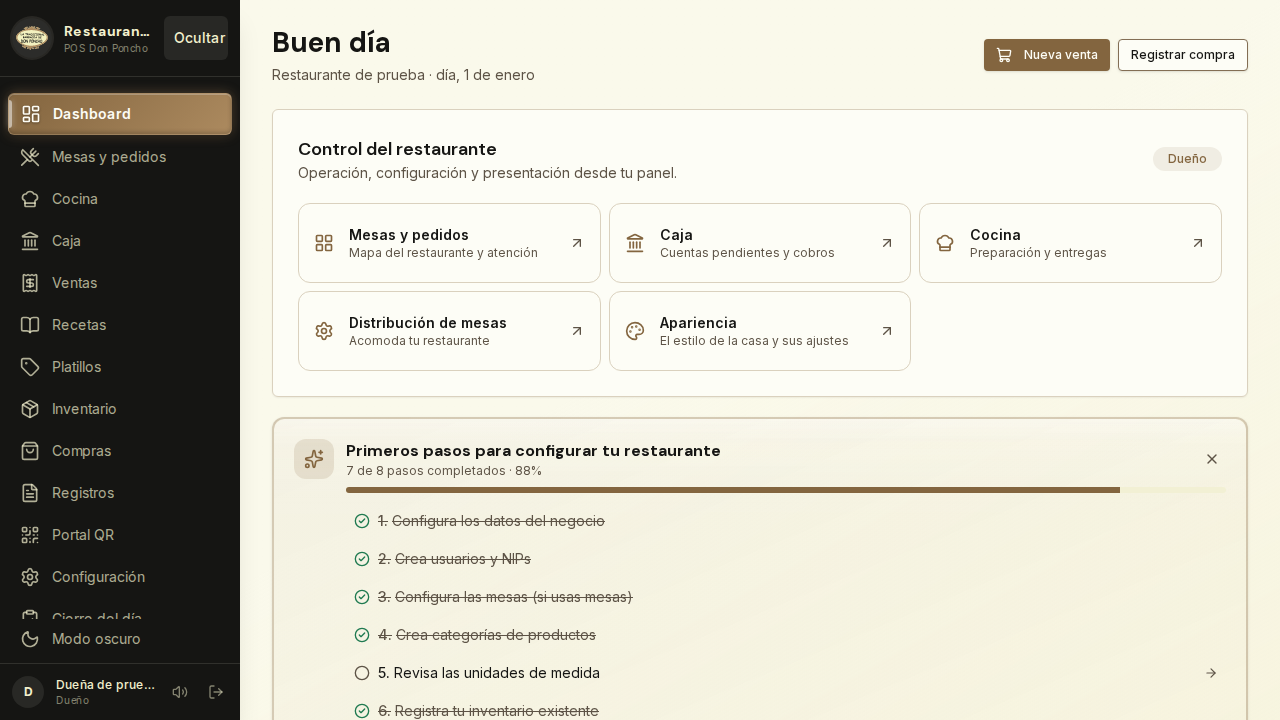 Restauran...
POS Don Poncho
Ocultar
Dashboard
Mesas y pedidos
Cocina
Caja
Ventas
Recetas
Platillos
Inventario
Compras
Registros
Portal QR
Configuración
Cierre del día
Modo oscuro
D
Dueña de prue...
Dueño
Buen día
Restaurante de prueba · día, 1 de enero
Nueva venta
Registrar compra
Control del restaurante
Operación, configuración y presentación desde tu panel.
Dueño
Mesas y pedidos
Mapa del restaurante y atención
Caja
Cuentas pendientes y cobros
Cocina
Preparación y entregas
Distribución de mesas
Acomoda tu restaurante
Apariencia
El estilo de la casa y sus ajustes
Primeros pasos para configurar tu restaurante
7 de 8 pasos completados · 88%
1. Configura los datos del negocio
2. Crea usuarios y NIPs
3. Configura las mesas (si usas mesas)
4. Crea categorías de productos
5. Revisa las unidades de medida
6. Registra tu inventario existente